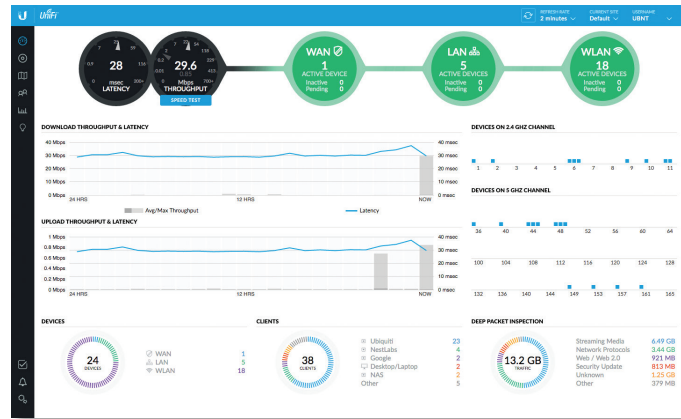 U UniFi
REFRESH RATE CURRENT SITE USERNAME
2 minutes Default UBNT
28
msec
LATENCY
29.6
0.85
Mbps
THROUGHPUT
SPEED TEST
WAN
1
ACTIVE DEVICE
Inactive 0
Pending 0
LAN
5
ACTIVE DEVICES
Inactive 0
Pending 0
WLAN
18
ACTIVE DEVICES
Inactive 0
Pending 0
DOWNLOAD THROUGHPUT & LATENCY
40 Mbps 40 msec
30 Mbps 30 msec
20 Mbps 20 msec
10 Mbps 10 msec
0 Mbps 0 msec
24 HRS 12 HRS NOW
Avg/Max Throughput Latency
UPLOAD THROUGHPUT & LATENCY
1 Mbps 40 msec
0.8 Mbps
0.6 Mbps 30 msec
0.4 Mbps 20 msec
0.2 Mbps 10 msec
0 Mbps 0 msec
24 HRS 12 HRS NOW
DEVICES ON 2.4 GHZ CHANNEL
1 2 3 4 5 6 7 8 9 10 11
DEVICES ON 5 GHZ CHANNEL
36 40 44 48 52 56 60 64
100 104 108 112 116 120 124 128
132 136 140 144 149 153 157 161 165
DEVICES
24
DEVICES
WAN 1
LAN 5
WLAN 18
CLIENTS
38
CLIENTS
Ubiquiti 23
NestLabs 4
Google 2
Desktop/Laptop 2
NAS 2
Other 5
DEEP PACKET INSPECTION
13.2 GB
TRAFFIC
Streaming Media 6.49 GB
Network Protocols 3.44 GB
Web / Web 2.0 921 MB
Security Update 813 MB
Unknown 1.25 GB
Other 379 MB